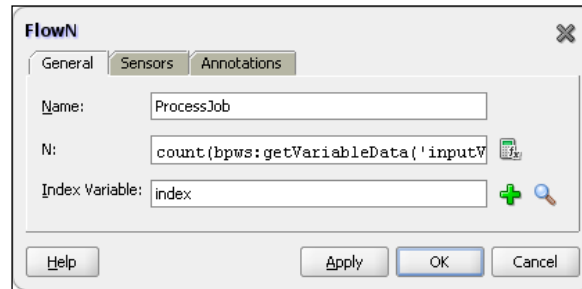 FlowN
General Sensors Annotations
Name: ProcessJob
N: count(bpws:getVariableData('inputV
Index Variable: index
Help Apply OK Cancel